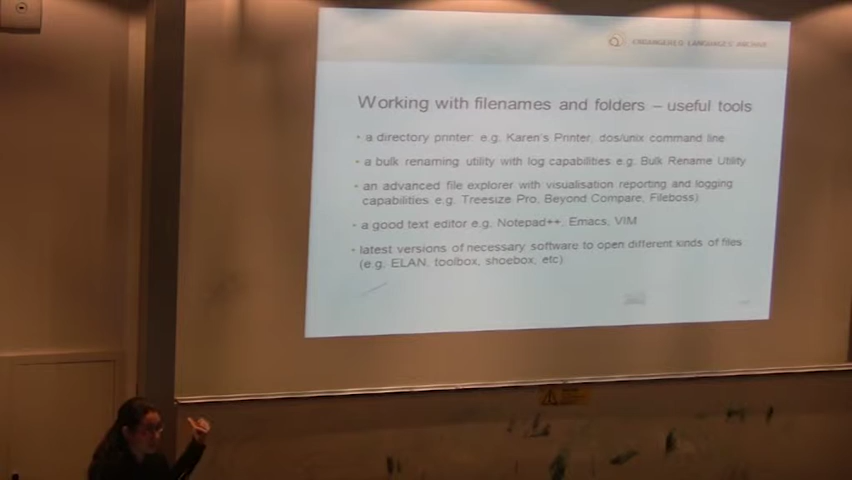 ENDANGERED LANGUAGES ARCHIVE
Working with filenames and folders – useful tools
• a directory printer: e.g. Karen's Printer, dos/unix command line
• a bulk renaming utility with log capabilities e.g. Bulk Rename Utility
• an advanced file explorer with visualisation reporting and logging
capabilities e.g. Treesize Pro, Beyond Compare, Fileboss)
• a good text editor e.g. Notepad++, Emacs, VIM
• latest versions of necessary software to open different kinds of files
(e.g. ELAN, toolbox, shoebox, etc)